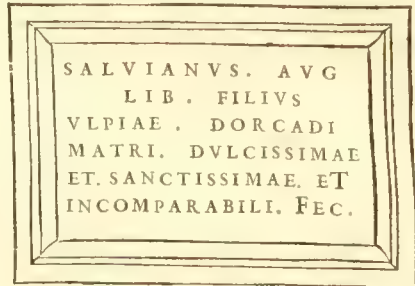 SALVIANVS. AVG
LIB. FILIVS
VLPIAE. DORCADI
MATRI. DVLCISSIMAE
ET. SANCTISSIMAE. ET
INCOMPARABILI. FEC.